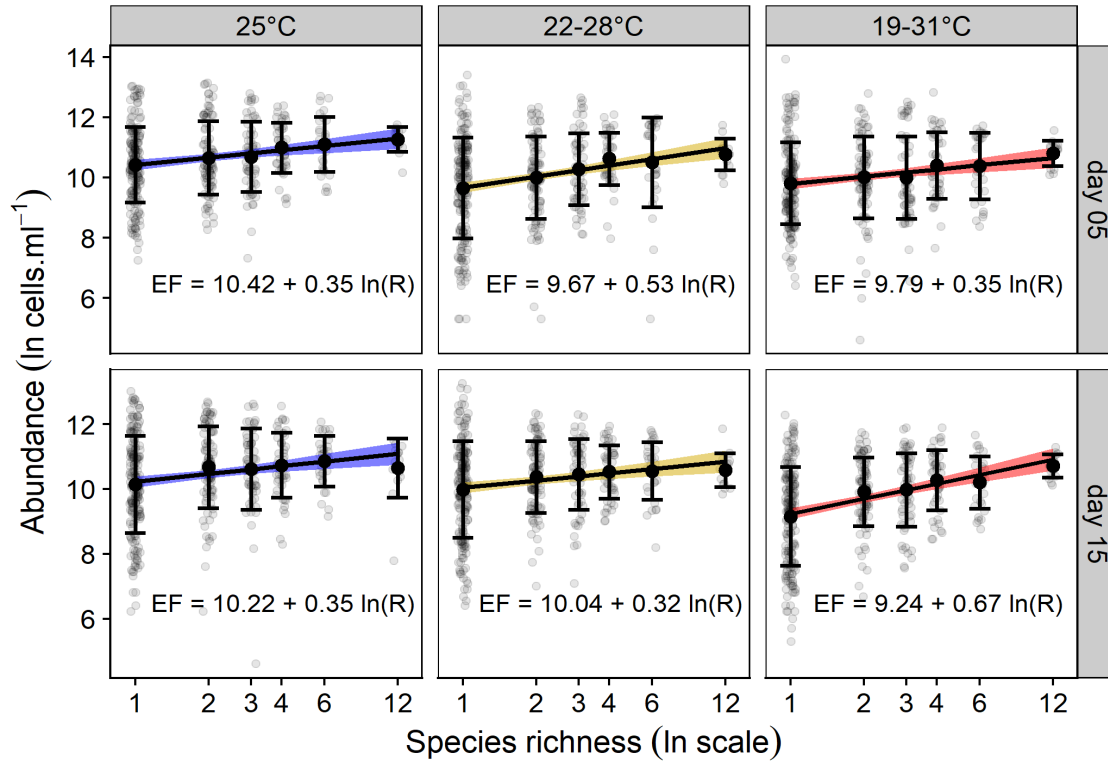 25°C
22-28°C
19-31°C
Abundance (ln cells.ml⁻¹)
14
12
10
8
6
EF = 10.42 + 0.35 ln(R)
EF = 9.67 + 0.53 ln(R)
EF = 9.79 + 0.35 ln(R)
day 05
12
10
8
6
EF = 10.22 + 0.35 ln(R)
EF = 10.04 + 0.32 ln(R)
EF = 9.24 + 0.67 ln(R)
day 15
1 2 3 4 6 12
1 2 3 4 6 12
1 2 3 4 6 12
Species richness (ln scale)